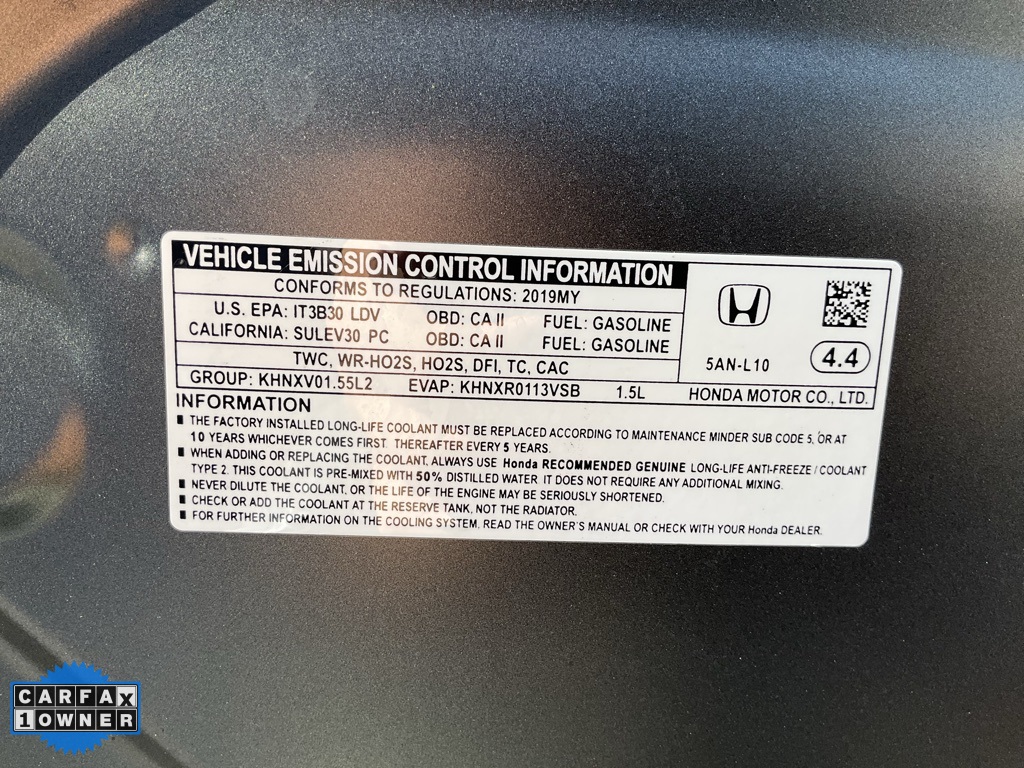 VEHICLE EMISSION CONTROL INFORMATION
CONFORMS TO REGULATIONS: 2019MY
U.S. EPA: IT3B30 LDV OBD: CA II FUEL: GASOLINE
CALIFORNIA: SULEV30 PC OBD: CA II FUEL: GASOLINE
TWC, WR-HO2S, HO2S, DFI, TC, CAC
5AN-L10
4.4
GROUP: KHNXV01.55L2 EVAP: KHNXR0113VSB 1.5L HONDA MOTOR CO., LTD.
INFORMATION
■ THE FACTORY INSTALLED LONG-LIFE COOLANT MUST BE REPLACED ACCORDING TO MAINTENANCE MINDER SUB CODE 5, OR AT
10 YEARS WHICHEVER COMES FIRST. THEREAFTER EVERY 5 YEARS.
■ WHEN ADDING OR REPLACING THE COOLANT, ALWAYS USE Honda RECOMMENDED GENUINE LONG-LIFE ANTI-FREEZE / COOLANT
TYPE 2. THIS COOLANT IS PRE-MIXED WITH 50% DISTILLED WATER. IT DOES NOT REQUIRE ANY ADDITIONAL MIXING.
■ NEVER DILUTE THE COOLANT, OR THE LIFE OF THE ENGINE MAY BE SERIOUSLY SHORTENED.
■ CHECK OR ADD THE COOLANT AT THE RESERVE TANK, NOT THE RADIATOR.
■ FOR FURTHER INFORMATION ON THE COOLING SYSTEM, READ THE OWNER'S MANUAL OR CHECK WITH YOUR Honda DEALER.
CARFAX
1 OWNER